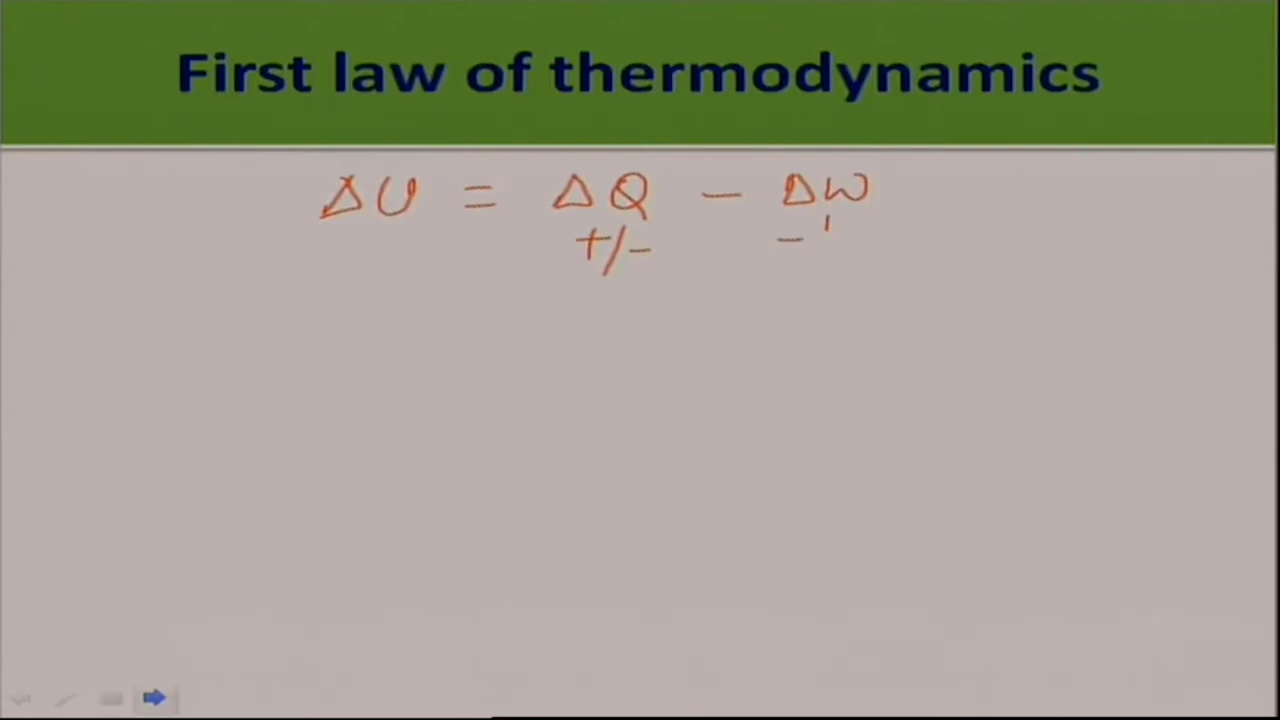 First law of thermodynamics
ΔU = ΔQ - ΔW
+/- - '